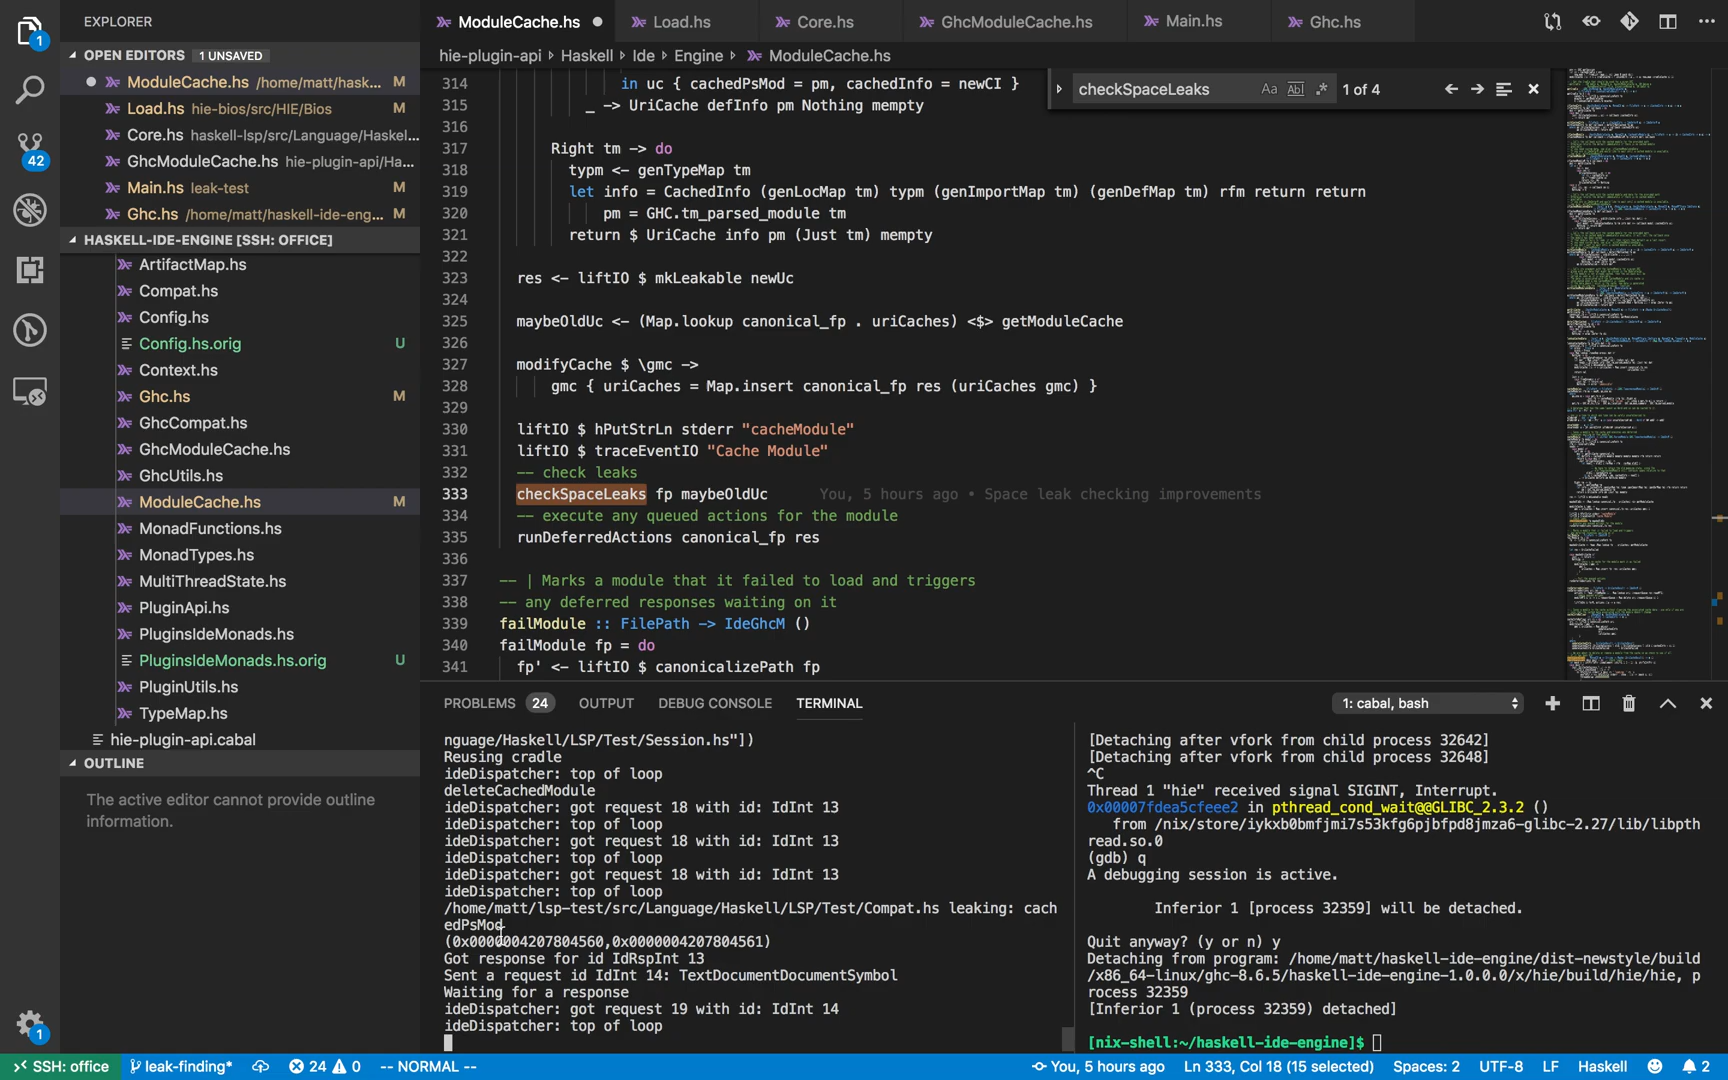 EXPLORER
OPEN EDITORS 1 UNSAVED
ModuleCache.hs /home/matt/hask... M
Load.hs hie-bios/src/HIE/Bios M
Core.hs haskell-lsp/src/Language/Haskel...
GhcModuleCache.hs hie-plugin-api/Ha...
Main.hs leak-test M
Ghc.hs /home/matt/haskell-ide-eng... M
HASKELL-IDE-ENGINE [SSH: OFFICE]
ArtifactMap.hs
Compat.hs
Config.hs
Config.hs.orig U
Context.hs
Ghc.hs M
GhcCompat.hs
GhcModuleCache.hs
GhcUtils.hs
ModuleCache.hs M
MonadFunctions.hs
MonadTypes.hs
MultiThreadState.hs
PluginApi.hs
PluginsIdeMonads.hs
PluginsIdeMonads.hs.orig U
PluginUtils.hs
TypeMap.hs
hie-plugin-api.cabal
OUTLINE
The active editor cannot provide outline
information.
1
42
1
ModuleCache.hs Load.hs Core.hs GhcModuleCache.hs Main.hs Ghc.hs
hie-plugin-api › Haskell › Ide › Engine › ModuleCache.hs
checkSpaceLeaks Aa Abl .* 1 of 4
314 in uc { cachedPsMod = pm, cachedInfo = newCI }
315 _ -> UriCache defInfo pm Nothing mempty
316
317 Right tm -> do
318 typm <- genTypeMap tm
319 let info = CachedInfo (genLocMap tm) typm (genImportMap tm) (genDefMap tm) rfm return return
320 pm = GHC.tm_parsed_module tm
321 return $ UriCache info pm (Just tm) mempty
322
323 res <- liftIO $ mkLeakable newUc
324
325 maybeOldUc <- (Map.lookup canonical_fp . uriCaches) <$> getModuleCache
326
327 modifyCache $ \gmc ->
328 gmc { uriCaches = Map.insert canonical_fp res (uriCaches gmc) }
329
330 liftIO $ hPutStrLn stderr "cacheModule"
331 liftIO $ traceEventIO "Cache Module"
332 -- check leaks
333 checkSpaceLeaks fp maybeOldUc You, 5 hours ago • Space leak checking improvements
334 -- execute any queued actions for the module
335 runDeferredActions canonical_fp res
336
337 -- | Marks a module that it failed to load and triggers
338 -- any deferred responses waiting on it
339 failModule :: FilePath -> IdeGhcM ()
340 failModule fp = do
341 fp' <- liftIO $ canonicalizePath fp
PROBLEMS 24 OUTPUT DEBUG CONSOLE TERMINAL 1: cabal, bash
nguage/Haskell/LSP/Test/Session.hs"])
Reusing cradle
ideDispatcher: top of loop
deleteCachedModule
ideDispatcher: got request 18 with id: IdInt 13
ideDispatcher: top of loop
ideDispatcher: got request 18 with id: IdInt 13
ideDispatcher: top of loop
ideDispatcher: got request 18 with id: IdInt 13
ideDispatcher: top of loop
/home/matt/lsp-test/src/Language/Haskell/LSP/Test/Compat.hs leaking: cach
edPsMod
(0x0000004207804560,0x0000004207804561)
Got response for id IdRspInt 13
Sent a request id IdInt 14: TextDocumentDocumentSymbol
Waiting for a response
ideDispatcher: got request 19 with id: IdInt 14
ideDispatcher: top of loop
[Detaching after vfork from child process 32642]
[Detaching after vfork from child process 32648]
^C
Thread 1 "hie" received signal SIGINT, Interrupt.
0x00007fdea5cfeee2 in pthread_cond_wait@@GLIBC_2.3.2 ()
from /nix/store/iykxb0bmfjmi7s53kfg6pjbfpd8jmza6-glibc-2.27/lib/libpth
read.so.0
(gdb) q
A debugging session is active.
Inferior 1 [process 32359] will be detached.
Quit anyway? (y or n) y
Detaching from program: /home/matt/haskell-ide-engine/dist-newstyle/build
/x86_64-linux/ghc-8.6.5/haskell-ide-engine-1.0.0.0/x/hie/build/hie/hie, p
rocess 32359
[Inferior 1 (process 32359) detached]
[nix-shell:~/haskell-ide-engine]$
SSH: office leak-finding* 24 0 -- NORMAL -- You, 5 hours ago Ln 333, Col 18 (15 selected) Spaces: 2 UTF-8 LF Haskell 2